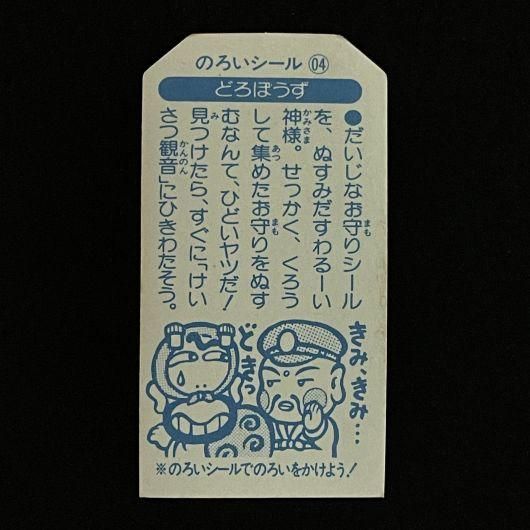 のろいシール 04
どろぼうず
●だいじなお守りシール
を、ぬすみだすわるーい
神様。せっかく、くろう
して集めたお守りをぬす
むなんて、ひどいヤツだ!
見つけたら、すぐに「けい
さつ観音」にひきわたそう。
きみ、きみ…
どきっ
※のろいシールでのろいをかけよう!